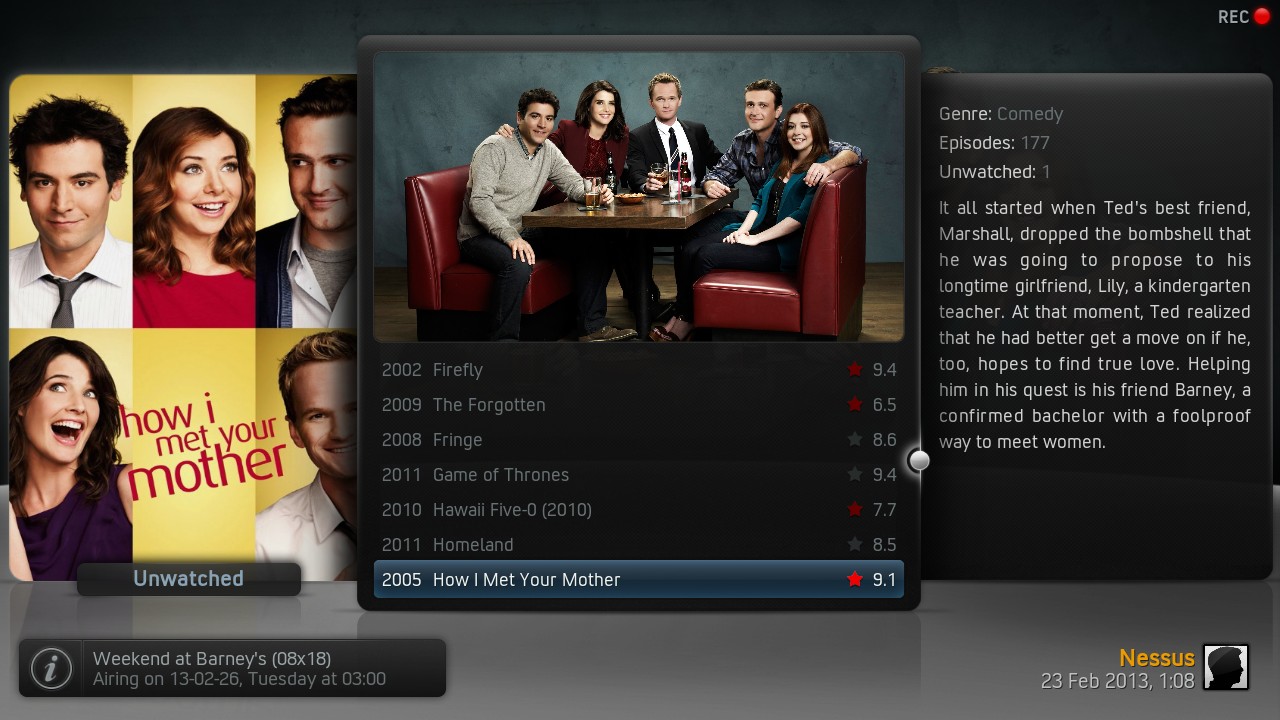 REC
how i
met your
mother
Unwatched
2002 Firefly 9.4
2009 The Forgotten 6.5
2008 Fringe 8.6
2011 Game of Thrones 9.4
2010 Hawaii Five-0 (2010) 7.7
2011 Homeland 8.5
2005 How I Met Your Mother 9.1
Genre: Comedy
Episodes: 177
Unwatched: 1
It all started when Ted's best friend,
Marshall, dropped the bombshell that
he was going to propose to his
longtime girlfriend, Lily, a kindergarten
teacher. At that moment, Ted realized
that he had better get a move on if he,
too, hopes to find true love. Helping
him in his quest is his friend Barney, a
confirmed bachelor with a foolproof
way to meet women.
i
Weekend at Barney's (08x18)
Airing on 13-02-26, Tuesday at 03:00
Nessus
23 Feb 2013, 1:08